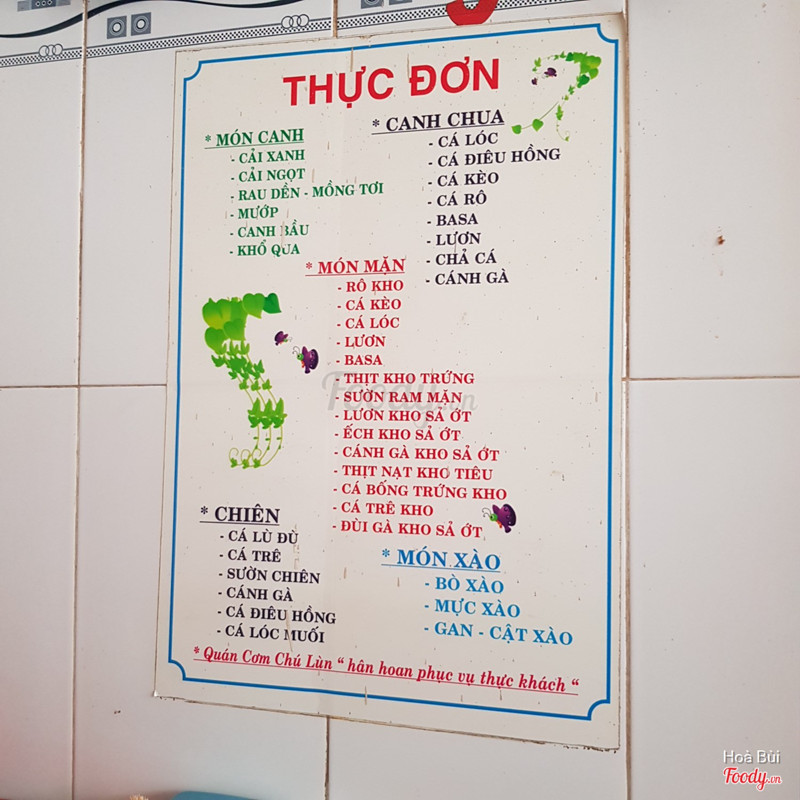 THỰC ĐƠN
* MÓN CANH
- CẢI XANH
- CẢI NGỌT
- RAU DỀN - MỒNG TƠI
- MƯỚP
- CANH BẦU
- KHỔ QUA
* CANH CHUA
- CÁ LÓC
- CÁ ĐIÊU HỒNG
- CÁ KÈO
- CÁ RÔ
- BASA
- LƯƠN
- CHẢ CÁ
- CÁNH GÀ
* MÓN MẶN
- RÔ KHO
- CÁ KÈO
- CÁ LÓC
- LƯƠN
- BASA
- THỊT KHO TRỨNG
- SƯỜN RAM MẶN
- LƯƠN KHO SẢ ỚT
- ẾCH KHO SẢ ỚT
- CÁNH GÀ KHO SẢ ỚT
- THỊT NẠT KHO TIÊU
- CÁ BỐNG TRỨNG KHO
- CÁ TRÊ KHO
- ĐÙI GÀ KHO SẢ ỚT
* CHIÊN
- CÁ LÙ ĐÙ
- CÁ TRÊ
- SƯỜN CHIÊN
- CÁNH GÀ
- CÁ ĐIÊU HỒNG
- CÁ LÓC MUỐI
* MÓN XÀO
- BÒ XÀO
- MỰC XÀO
- GAN - CẬT XÀO
* Quán Cơm Chú Lùn “ hân hoan phục vụ thực khách “
Foody.vn
Hoà Bùi
Foody.vn